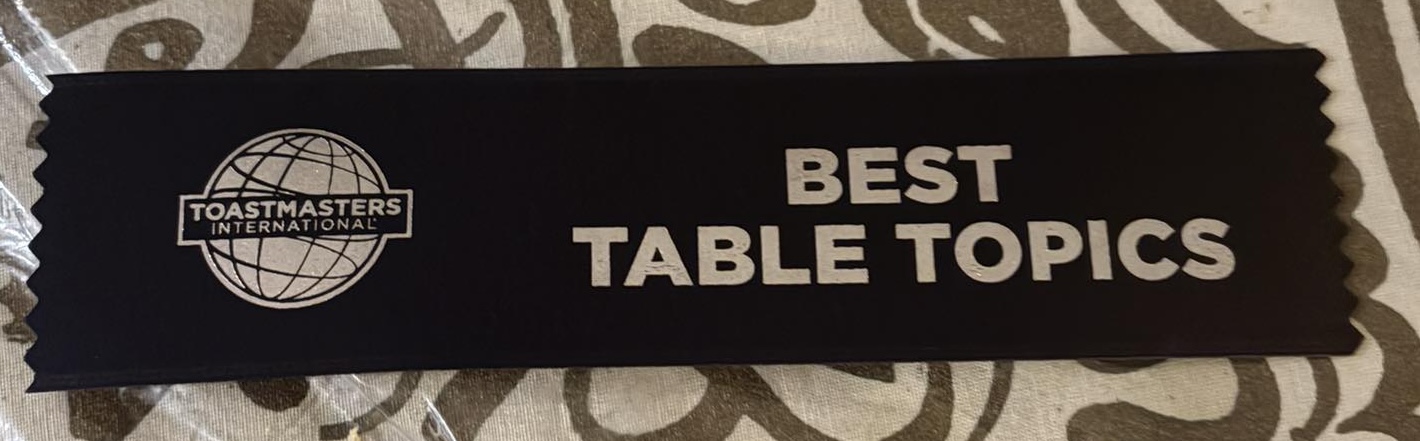 TOASTMASTERS
INTERNATIONAL
BEST
TABLE TOPICS